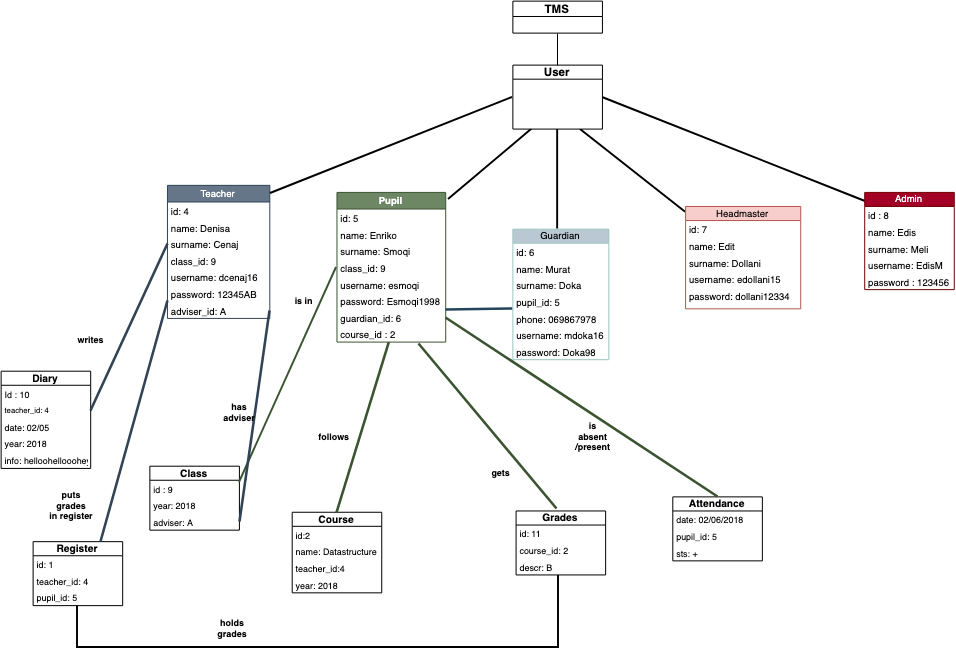 TMS
User
Teacher
id: 4
name: Denisa
surname: Cenaj
class_id: 9
username: dcenaj16
password: 12345AB
adviser_id: A
Pupil
id: 5
name: Enriko
surname: Smoqi
class_id: 9
username: esmoqi
password: Esmoqi1998
guardian_id: 6
course_id : 2
Guardian
id: 6
name: Murat
surname: Doka
pupil_id: 5
phone: 069867978
username: mdoka16
password: Doka98
Headmaster
id: 7
name: Edit
surname: Dollani
username: edollani15
password: dollani12334
Admin
id : 8
name: Edis
surname: Meli
username: EdisM
password : 123456
writes
is in
has
adviser
follows
gets
is
absent
/present
puts
grades
in register
Diary
Id : 10
teacher_id: 4
date: 02/05
year: 2018
info: helloohellooohey
Class
id : 9
year: 2018
adviser: A
Register
id: 1
teacher_id: 4
pupil_id: 5
Course
id:2
name: Datastructure
teacher_id:4
year: 2018
Grades
id: 11
course_id: 2
descr: B
Attendance
date: 02/06/2018
pupil_id: 5
sts: +
holds
grades